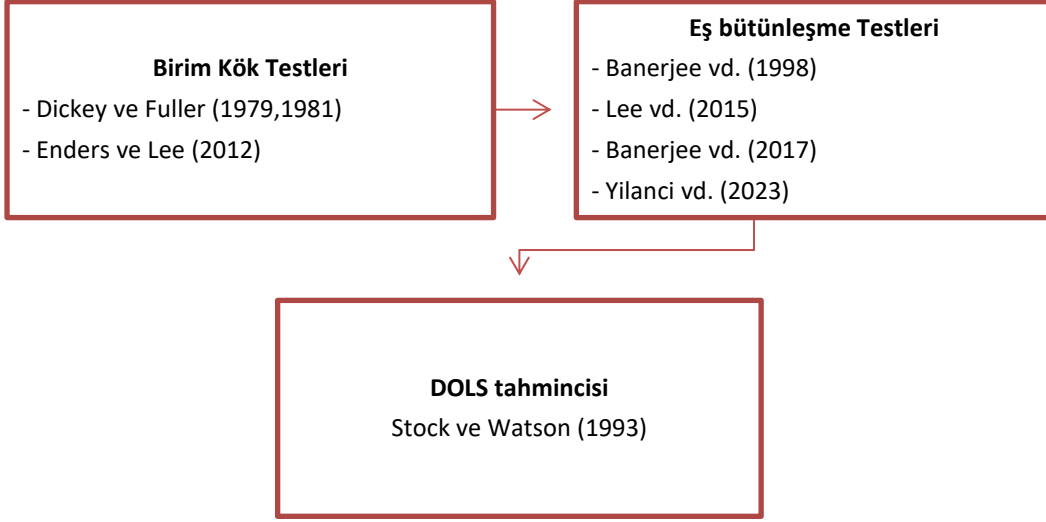 Birim Kök Testleri
- Dickey ve Fuller (1979,1981)
- Enders ve Lee (2012)
Eş bütünleşme Testleri
- Banerjee vd. (1998)
- Lee vd. (2015)
- Banerjee vd. (2017)
- Yilanci vd. (2023)
DOLS tahmincisi
Stock ve Watson (1993)